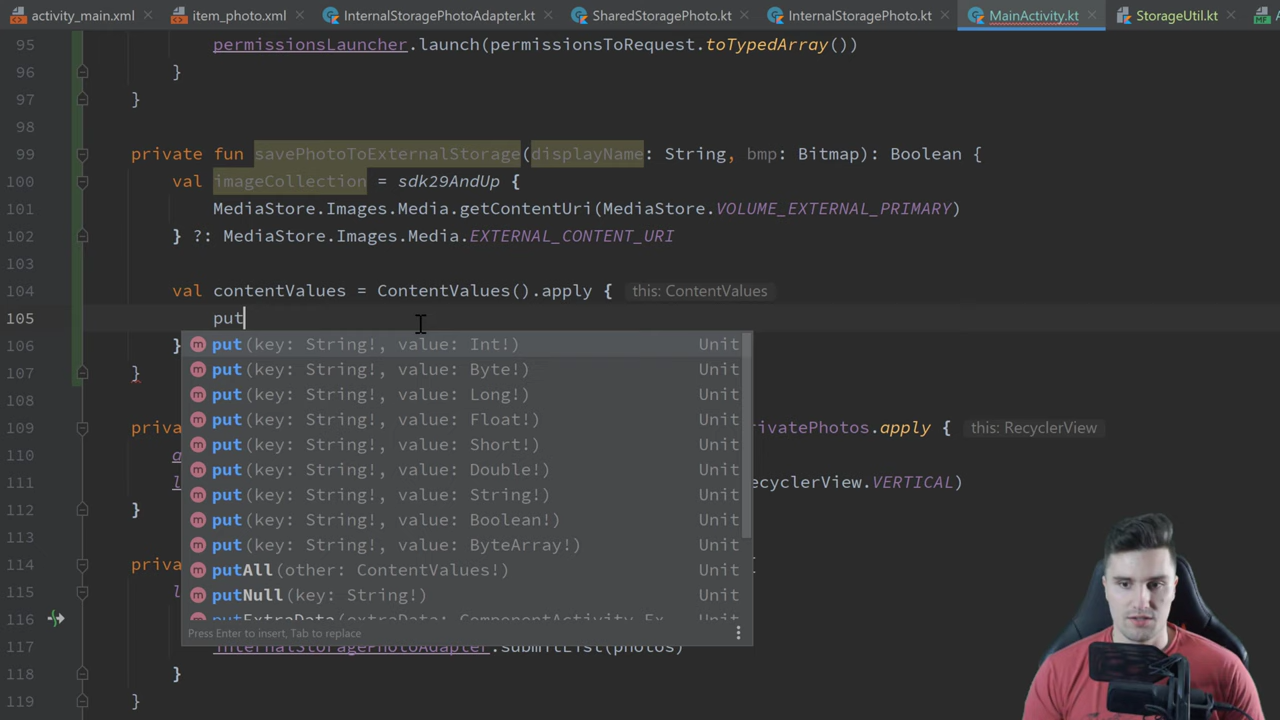 activity_main.xml item_photo.xml InternalStoragePhotoAdapter.kt SharedStoragePhoto.kt InternalStoragePhoto.kt MainActivity.kt StorageUtil.kt
95 permissionsLauncher.launch(permissionsToRequest.toTypedArray())
96 }
97 }
98
99 private fun savePhotoToExternalStorage(displayName: String, bmp: Bitmap): Boolean {
100 val imageCollection = sdk29AndUp {
101 MediaStore.Images.Media.getContentUri(MediaStore.VOLUME_EXTERNAL_PRIMARY)
102 } ?: MediaStore.Images.Media.EXTERNAL_CONTENT_URI
103
104 val contentValues = ContentValues().apply { this: ContentValues
105 put
106 }
107 }
108
109 priva ivatePhotos.apply { this: RecyclerView
110 a
111 l ecyclerView.VERTICAL)
112 }
113
114 priva
115 l
116
117 internalStoragePhotoAdapter.submitList(photos)
118 }
119 }
put(key: String!, value: Int!) Unit
put(key: String!, value: Byte!) Unit
put(key: String!, value: Long!) Unit
put(key: String!, value: Float!) Unit
put(key: String!, value: Short!) Unit
put(key: String!, value: Double!) Unit
put(key: String!, value: String!) Unit
put(key: String!, value: Boolean!) Unit
put(key: String!, value: ByteArray!) Unit
putAll(other: ContentValues!) Unit
putNull(key: String!) Unit
putExtraData(extraData: ComponentActivity.Ex Unit
Press Enter to insert, Tab to replace